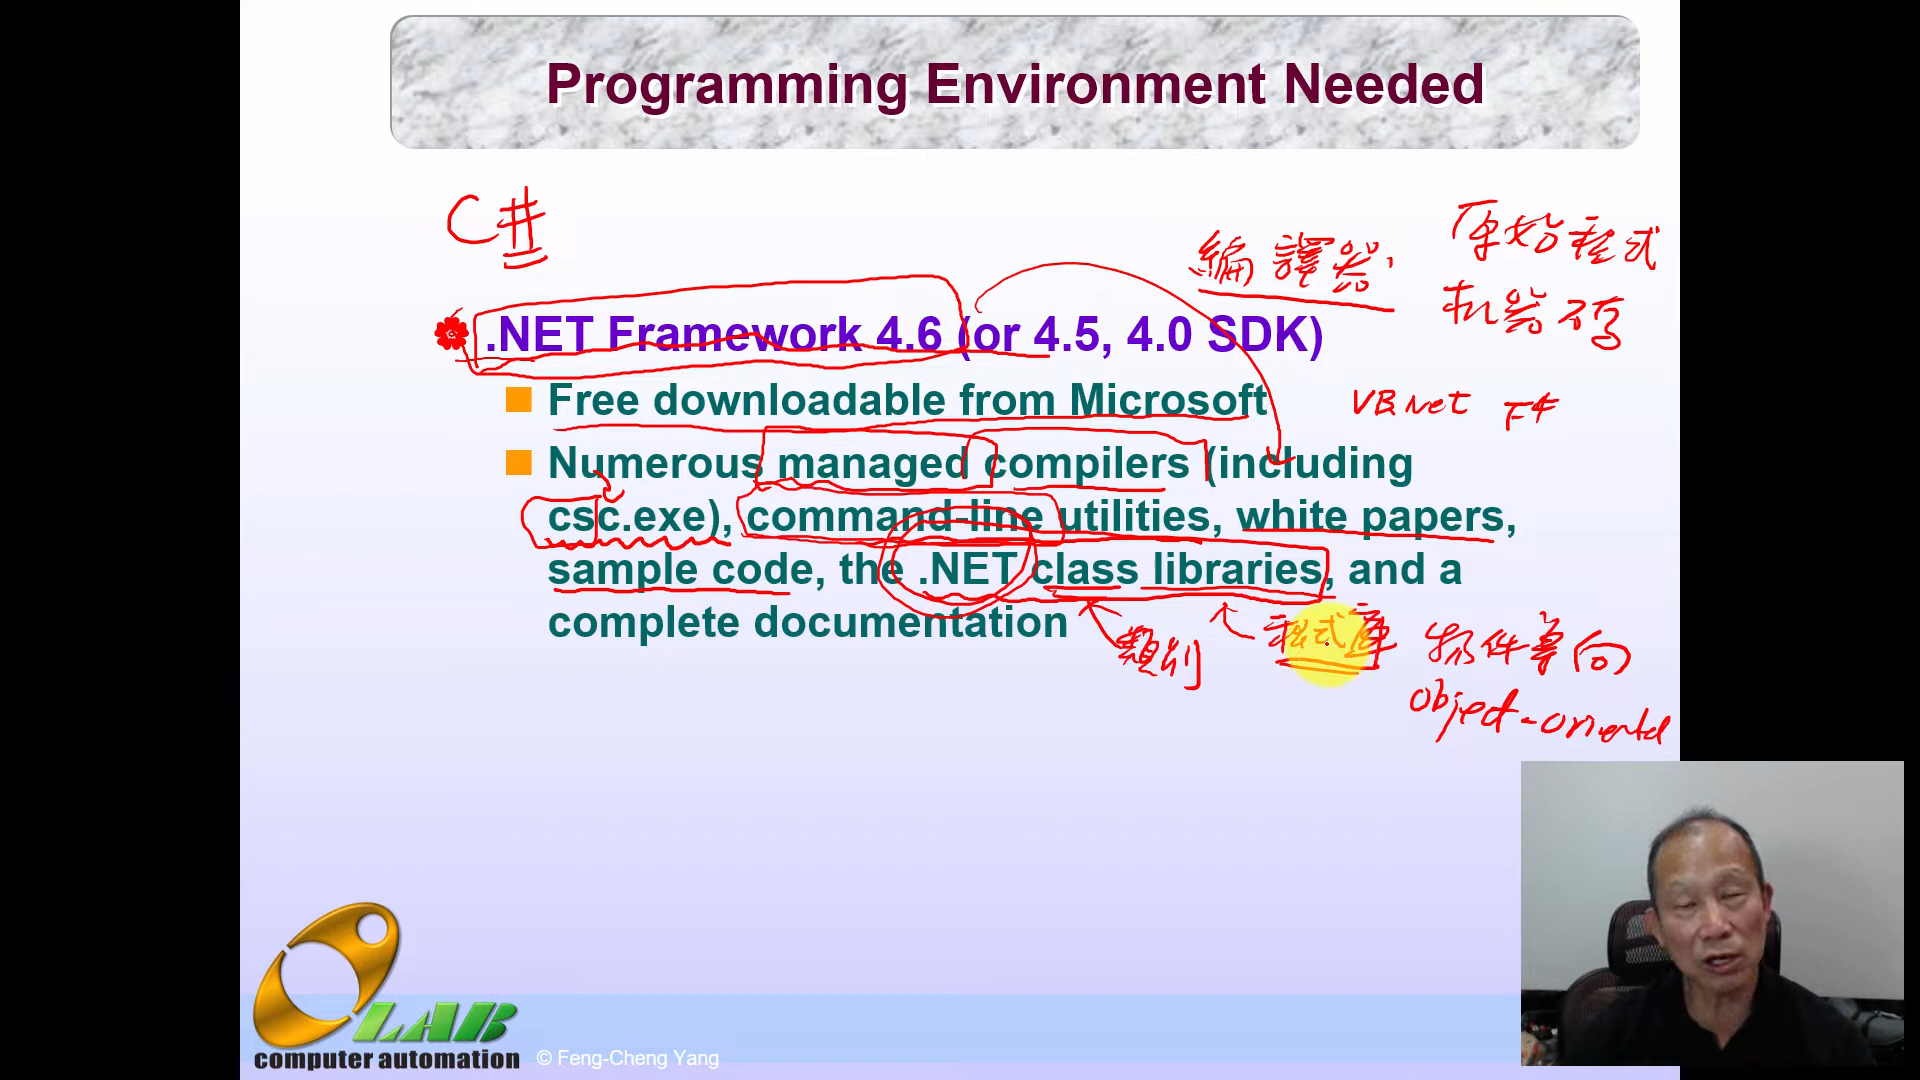 Programming Environment Needed
C#
編譯器,
原始程式
机器碼
.NET Framework 4.6 (or 4.5, 4.0 SDK)
Free downloadable from Microsoft
VB.Net F#
Numerous managed compilers (including
csc.exe), command-line utilities, white papers,
sample code, the .NET class libraries, and a
complete documentation
類別
程式庫
物件導向
object-oriented
LAB
computer automation
© Feng-Cheng Yang